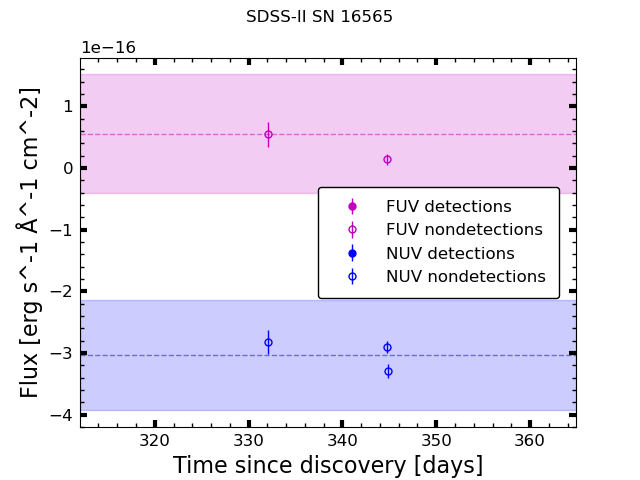 SDSS-II SN 16565
1e−16
Flux [erg s^-1 Å^-1 cm^-2]
1
0
−1
−2
−3
−4
FUV detections
FUV nondetections
NUV detections
NUV nondetections
320 330 340 350 360
Time since discovery [days]